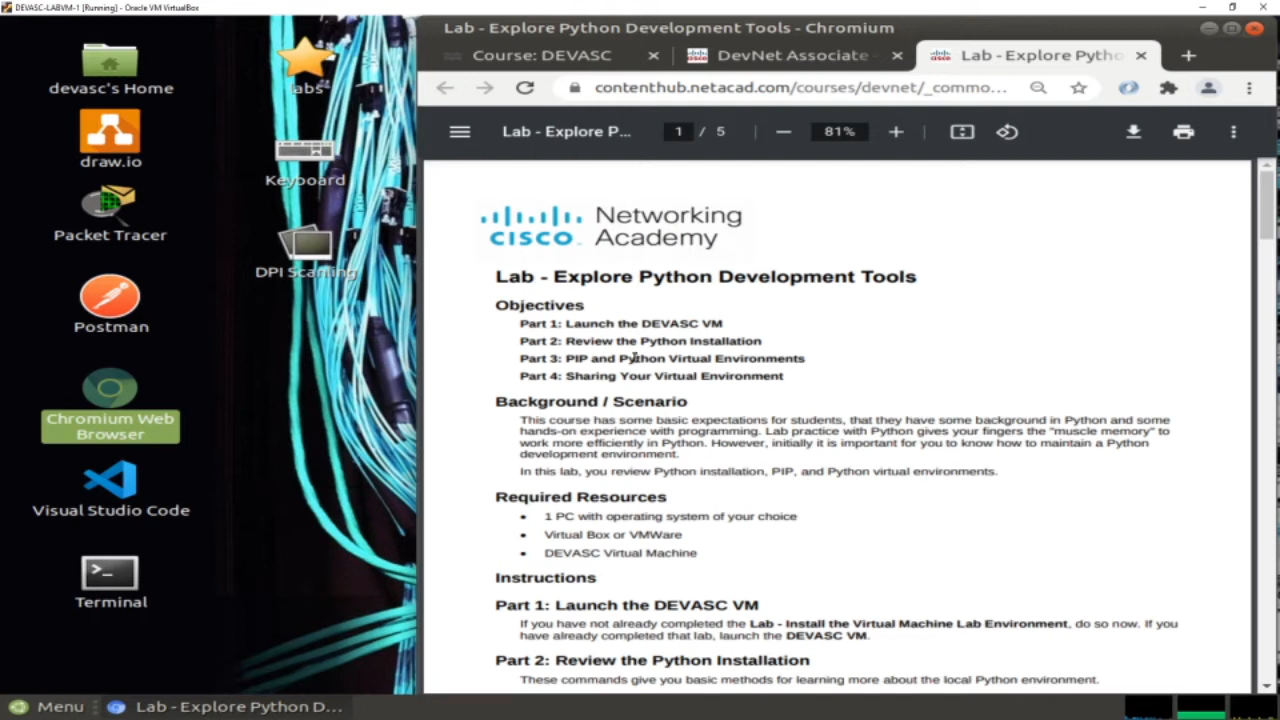 DEVASC-LABVM-1 [Running] - Oracle VM VirtualBox
devasc's Home
draw.io
Packet Tracer
Postman
Chromium Web
Browser
Visual Studio Code
Terminal
labs
Keyboard
DPI Scaming
Lab - Explore Python Development Tools - Chromium
Course: DEVASC
DevNet Associate
Lab - Explore Pytho
contenthub.netacad.com/courses/devnet/_commo...
Lab - Explore P...
1 / 5
81%
Networking
CISCO Academy
Lab - Explore Python Development Tools
Objectives
Part 1: Launch the DEVASC VM
Part 2: Review the Python Installation
Part 3: PIP and Python Virtual Environments
Part 4: Sharing Your Virtual Environment
Background / Scenario
This course has some basic expectations for students, that they have some background in Python and some
hands-on experience with programming. Lab practice with Python gives your fingers the "muscle memory" to
work more efficiently in Python. However, initially it is important for you to know how to maintain a Python
development environment.
In this lab, you review Python installation, PIP, and Python virtual environments.
Required Resources
• 1 PC with operating system of your choice
• Virtual Box or VMWare
• DEVASC Virtual Machine
Instructions
Part 1: Launch the DEVASC VM
If you have not already completed the Lab - Install the Virtual Machine Lab Environment, do so now. If you
have already completed that lab, launch the DEVASC VM.
Part 2: Review the Python Installation
These commands give you basic methods for learning more about the local Python environment.
Menu
Lab - Explore Python D...